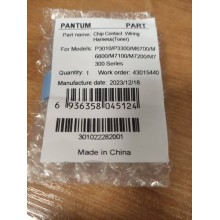 PANTUM PART
Part name: Chip Contact Wiring
Harness(Toner)
For Models: P3010/P3300/M6700/M
6800/M7100/M7200/M7
300 Series
Quantity: 1 Work order: 43015440
Manufacture date: 2023/12/18
6 936358 045124
301022282001
Made in China